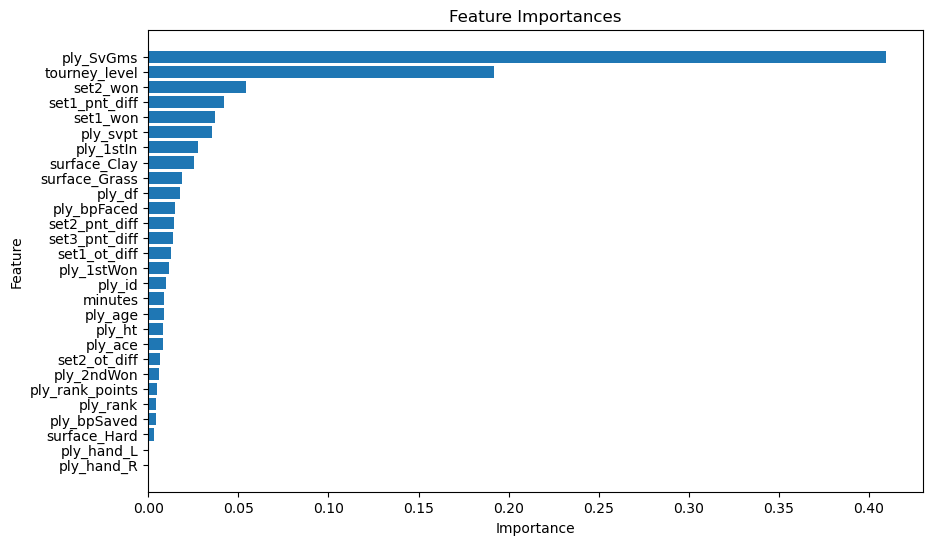 Feature Importances
ply_SvGms
tourney_level
set2_won
set1_pnt_diff
set1_won
ply_svpt
ply_1stIn
surface_Clay
surface_Grass
ply_df
ply_bpFaced
set2_pnt_diff
set3_pnt_diff
set1_ot_diff
ply_1stWon
ply_id
minutes
ply_age
ply_ht
ply_ace
set2_ot_diff
ply_2ndWon
ply_rank_points
ply_rank
ply_bpSaved
surface_Hard
ply_hand_L
ply_hand_R
Feature
0.00 0.05 0.10 0.15 0.20 0.25 0.30 0.35 0.40
Importance